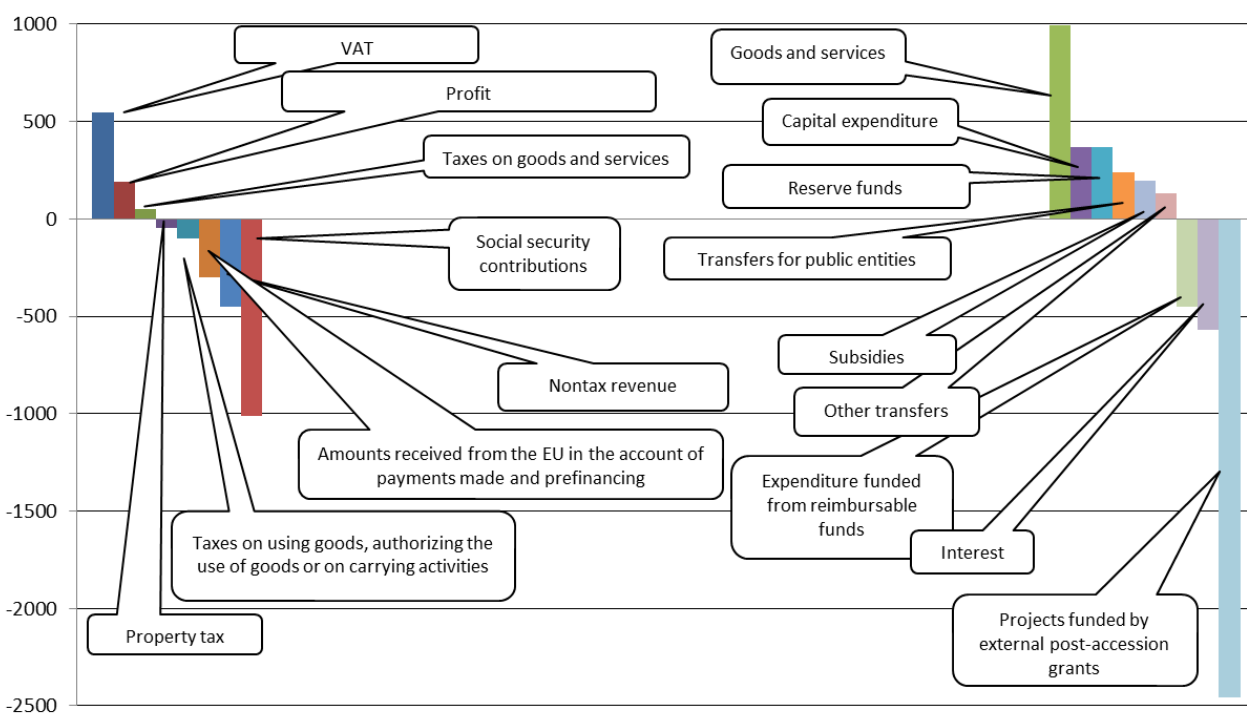 1000
500
0
-500
-1000
-1500
-2000
-2500
VAT
Profit
Taxes on goods and services
Social security
contributions
Nontax revenue
Amounts received from the EU in the account of
payments made and prefinancing
Taxes on using goods, authorizing the
use of goods or on carrying activities
Property tax
Goods and services
Capital expenditure
Reserve funds
Transfers for public entities
Subsidies
Other transfers
Expenditure funded
from reimbursable
funds
Interest
Projects funded by
external post-accession
grants